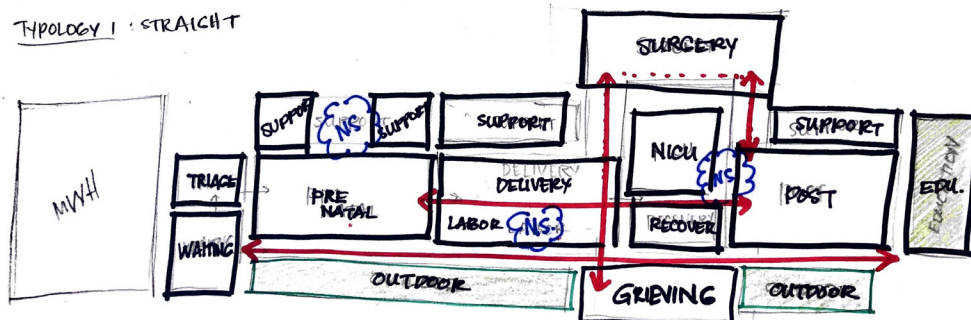 TYPOLOGY 1 : STRAIGHT
SURGERY
SUPPORT
NS
SUPPORT
SUPPORT
SUPPORT
MWH
TRIAGE
PRE NATAL
DELIVERY
DELIVERY
NICU
NS
POST
EDU.
EDUCATION
WAITING
LABOR
NS
RECOVER
OUTDOOR
GRIEVING
OUTDOOR